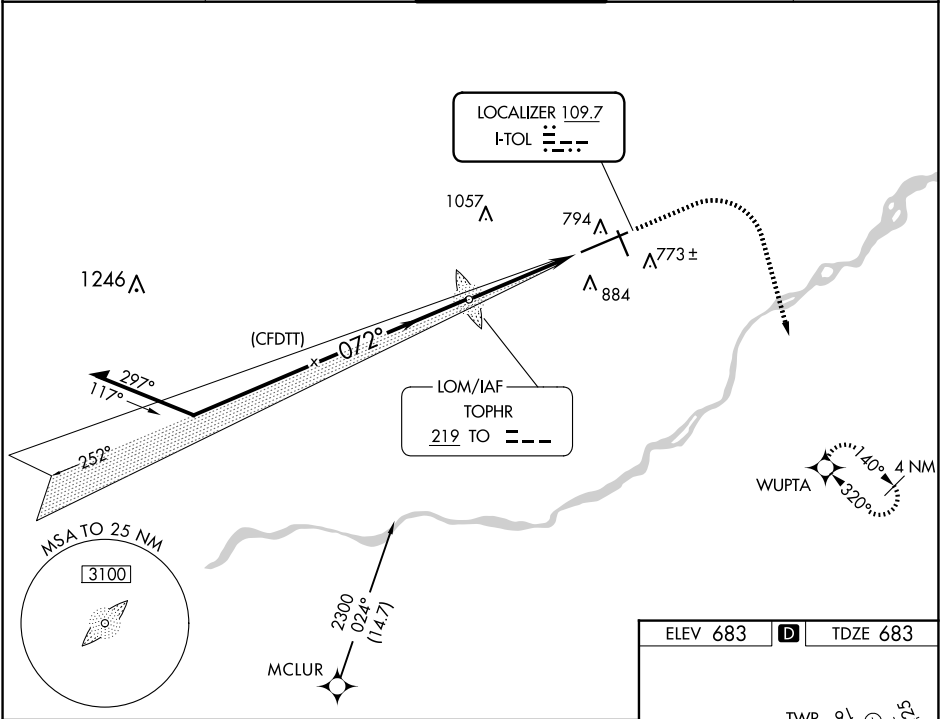 LOCALIZER 109.7
I-TOL
1057
794
773 ±
1246
884
(CFDTT)
072°
297°
117°
LOM/IAF
TOPHR
219 TO
252°
140°
4 NM
WUPTA
320°
MSA TO 25 NM
3100
2300
024°
(14.7)
MCLUR
ELEV 683
D
TDZE 683
TWR
25